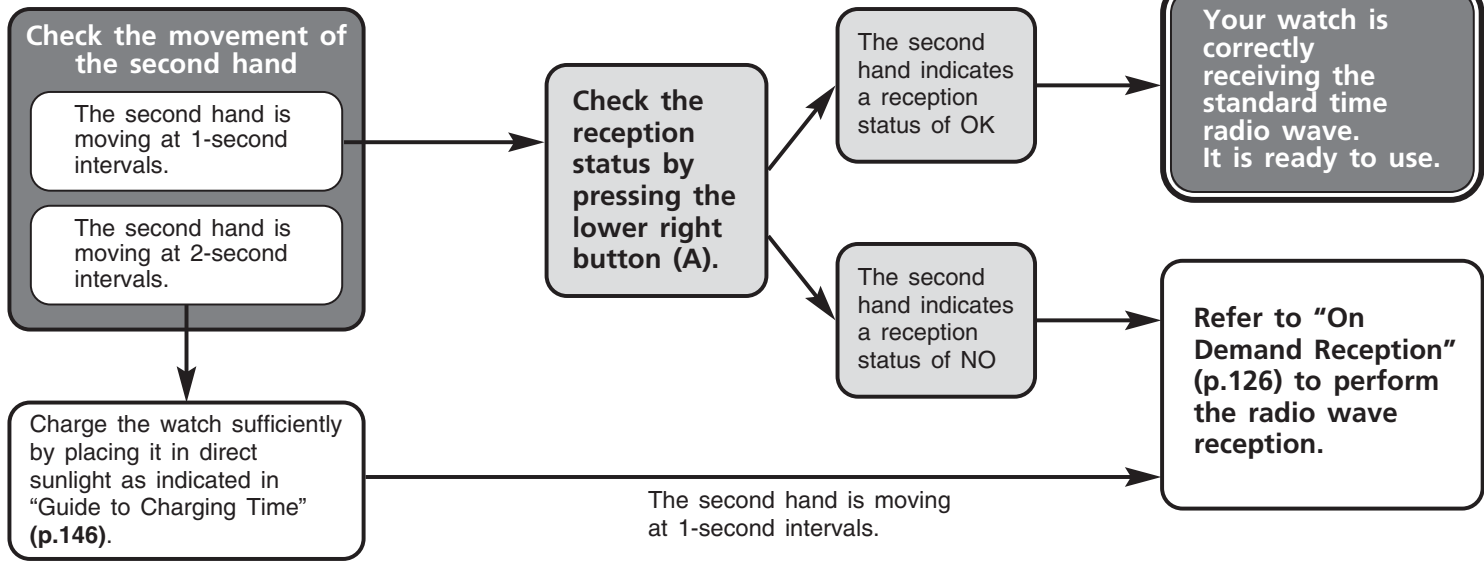 Check the movement of
the second hand
The second hand is
moving at 1-second
intervals.
The second hand is
moving at 2-second
intervals.
Charge the watch sufficiently
by placing it in direct
sunlight as indicated in
“Guide to Charging Time”
(p.146).
Check the
reception
status by
pressing the
lower right
button (A).
The second
hand indicates
a reception
status of OK
Your watch is
correctly
receiving the
standard time
radio wave.
It is ready to use.
The second
hand indicates
a reception
status of NO
Refer to “On
Demand Reception”
(p.126) to perform
the radio wave
reception.
The second hand is moving
at 1-second intervals.